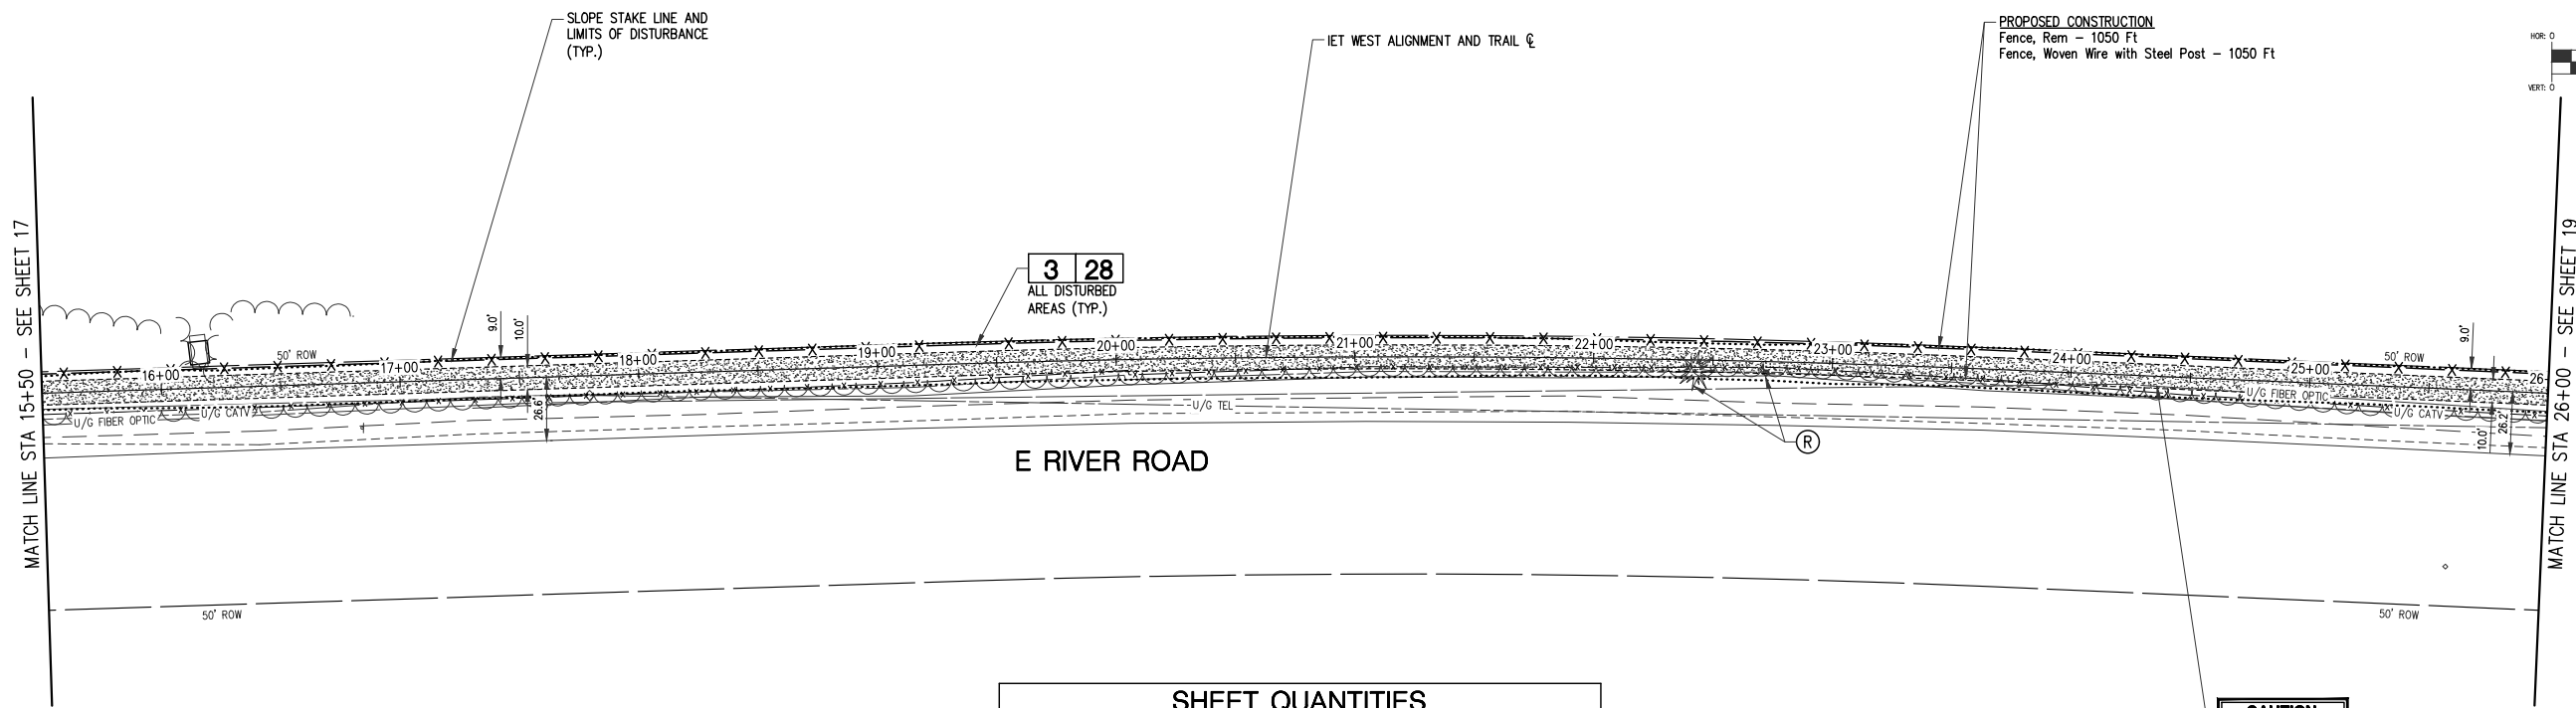 SLOPE STAKE LINE AND
LIMITS OF DISTURBANCE
(TYP.)
IET WEST ALIGNMENT AND TRAIL ℄
PROPOSED CONSTRUCTION
Fence, Rem - 1050 Ft
Fence, Woven Wire with Steel Post - 1050 Ft
HOR: 0
VERT: 0
MATCH LINE STA 15+50 - SEE SHEET 17
3 28
ALL DISTURBED
AREAS (TYP.)
50' ROW
9.0'
10.0'
26.6'
16+00
17+00
18+00
19+00
20+00
21+00
22+00
23+00
24+00
25+00
26+
50' ROW
9.0'
10.0'
26.2'
U/G FIBER OPTIC
U/G CATV
U/G TEL
U/G FIBER OPTIC
U/G CATV
R
E RIVER ROAD
50' ROW
50' ROW
MATCH LINE STA 26+00 - SEE SHEET 19
SHEET QUANTITIES
CAUTION